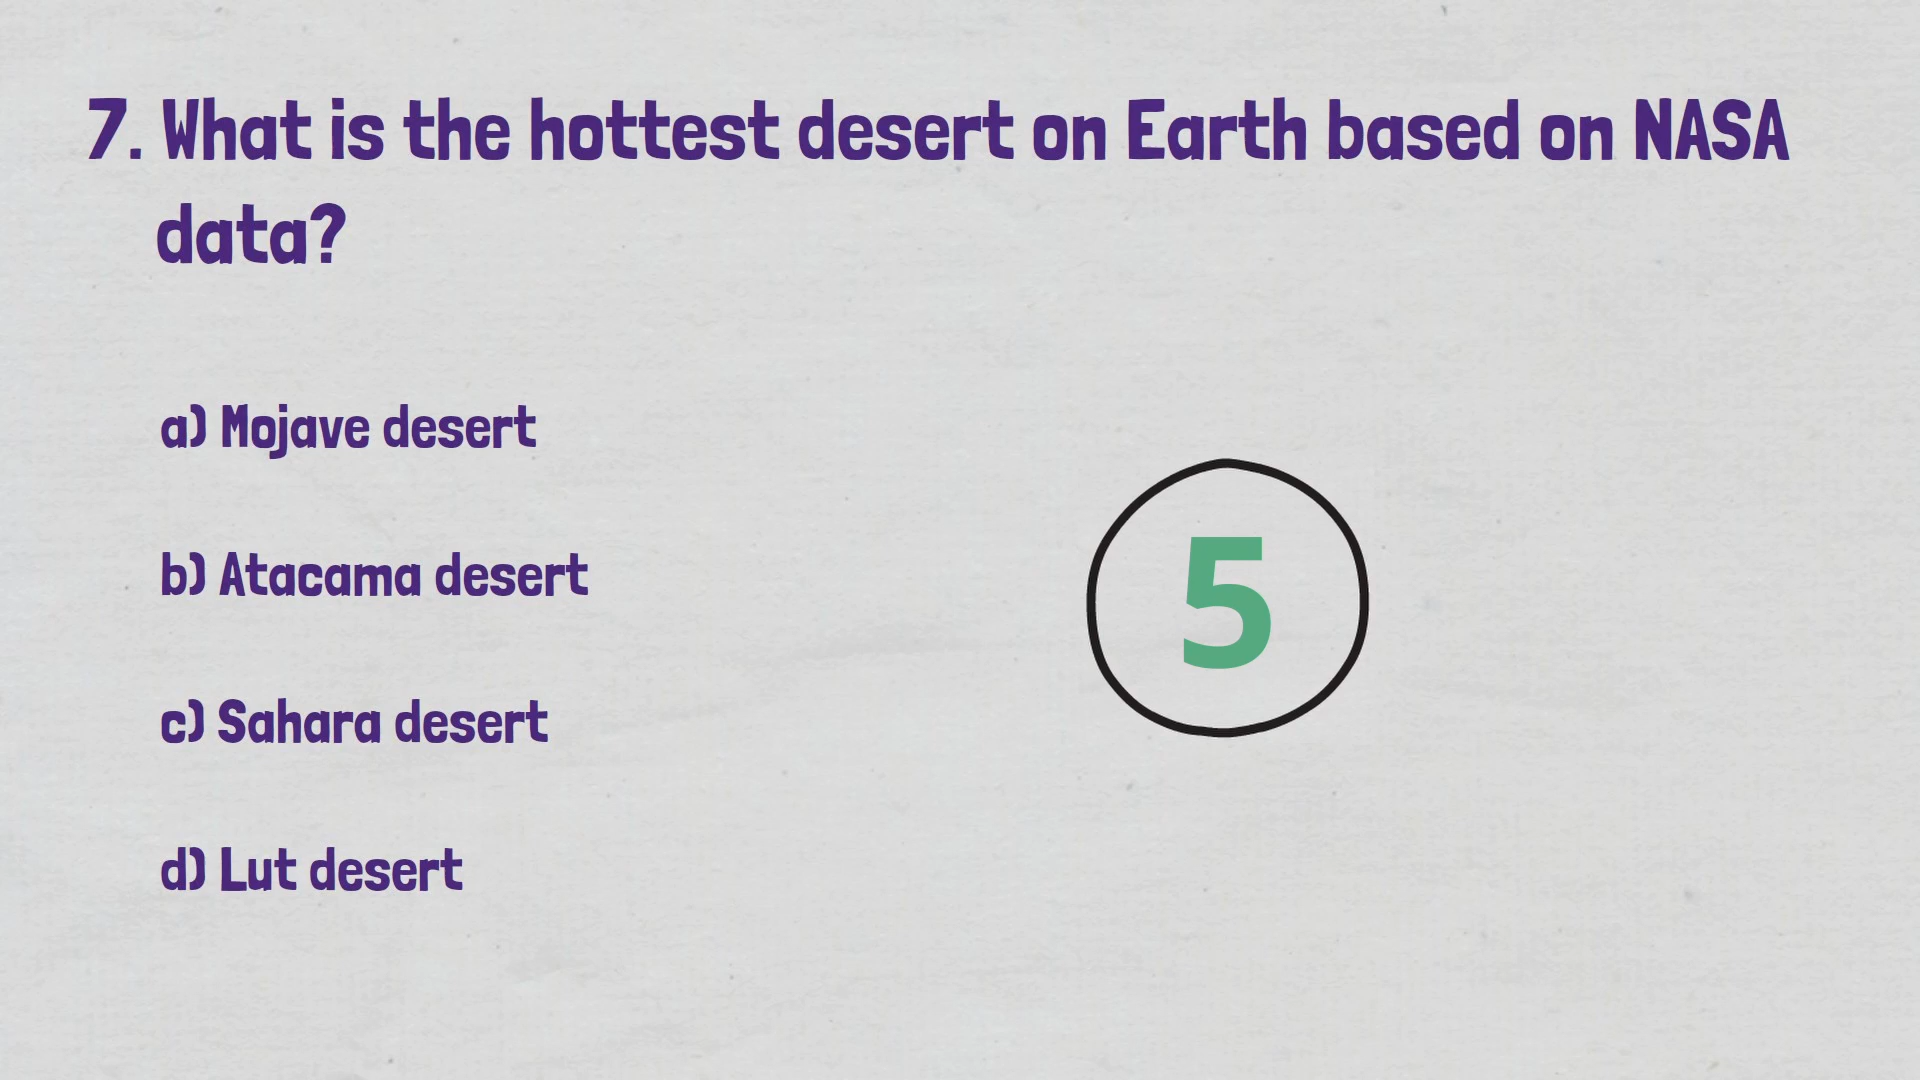 7. What is the hottest desert on Earth based on NASA
data?
a) Mojave desert
b) Atacama desert
5
c) Sahara desert
d) Lut desert